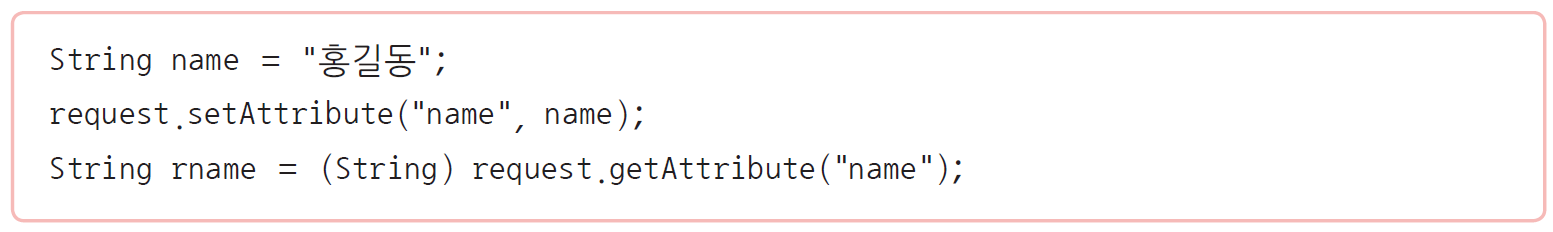 String name = "홍길동";
request.setAttribute("name", name);
String rname = (String) request.getAttribute("name");